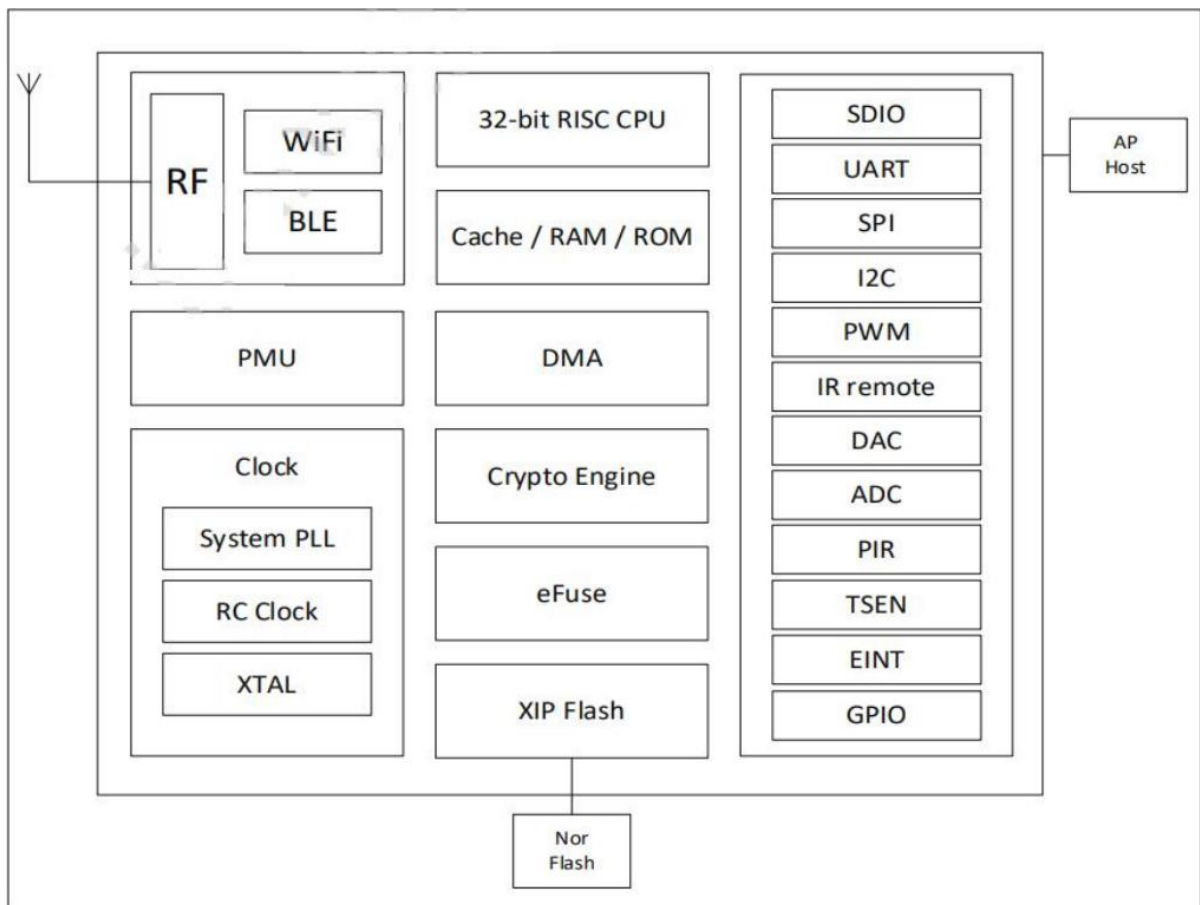 RF
WiFi
BLE
PMU
Clock
System PLL
RC Clock
XTAL
32-bit RISC CPU
Cache / RAM / ROM
DMA
Crypto Engine
eFuse
XIP Flash
SDIO
UART
SPI
I2C
PWM
IR remote
DAC
ADC
PIR
TSEN
EINT
GPIO
AP
Host
Nor
Flash